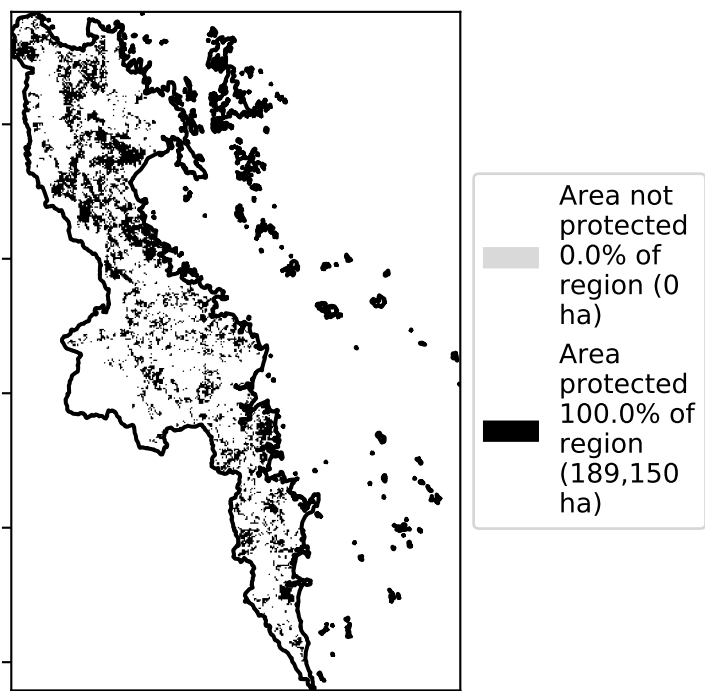 Area not
protected
0.0% of
region (0
ha)
Area
protected
100.0% of
region
(189,150
ha)